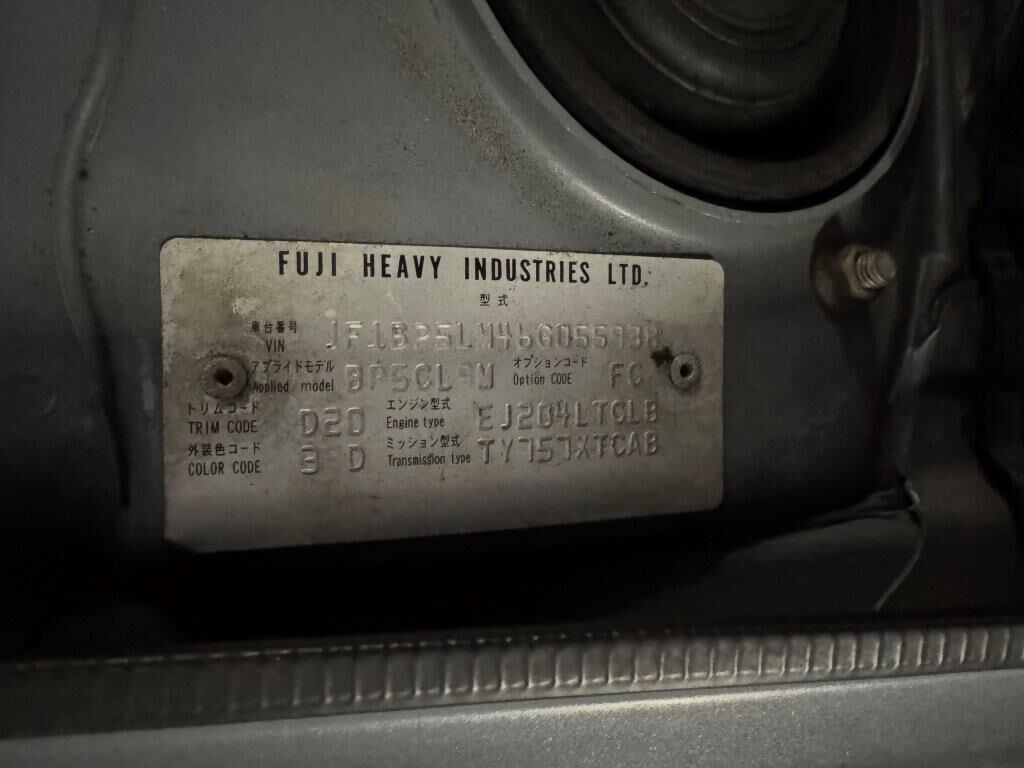 FUJI HEAVY INDUSTRIES LTD.
型式
車台番号
VIN
アプライドモデル オプションコード
Applied model Option CODE FC
トリムコード エンジン型式
TRIM CODE D20 Engine type EJ204LTCLB
外装色コード ミッション型式
COLOR CODE Transmission type TY757XTCAB